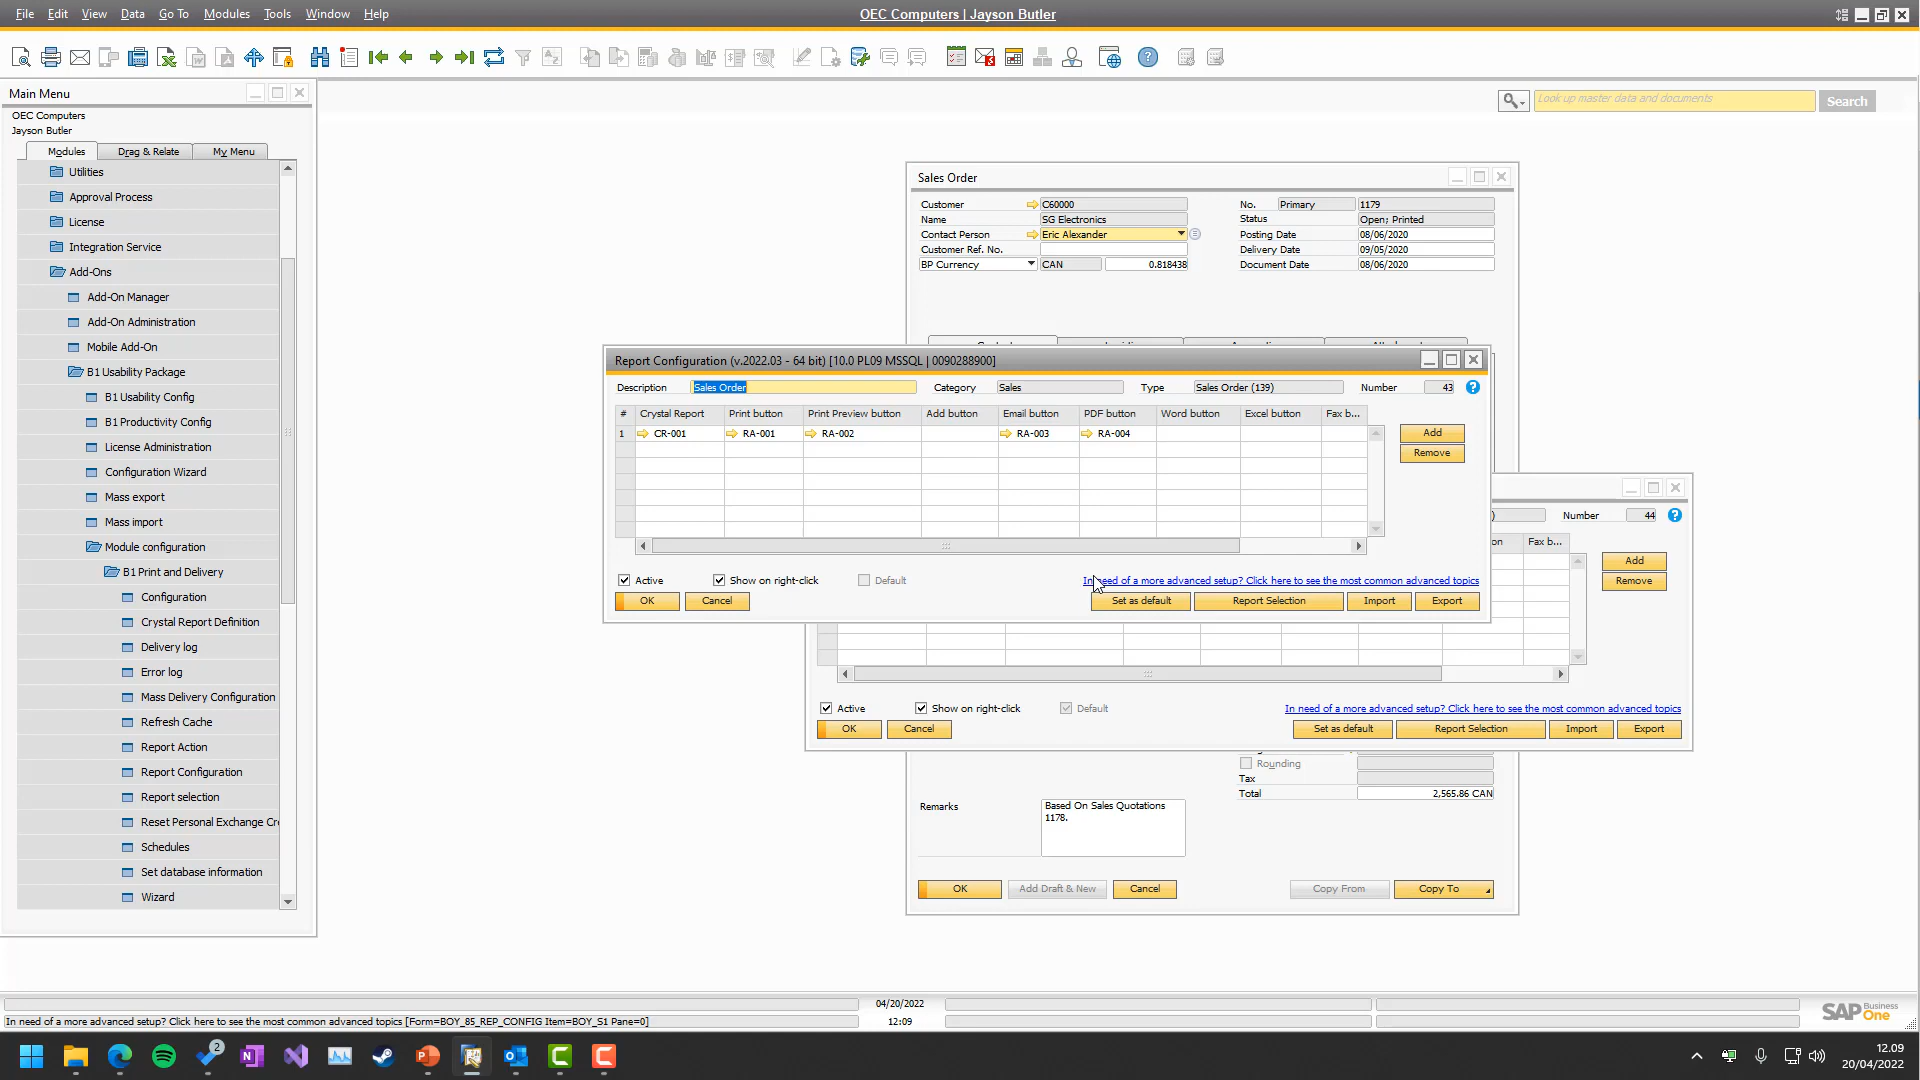 File Edit View Data Go To Modules Tools Window Help
OEC Computers | Jayson Butler
Main Menu
OEC Computers
Jayson Butler
Modules Drag & Relate My Menu
Utilities
Approval Process
License
Integration Service
Add-Ons
Add-On Manager
Add-On Administration
Mobile Add-On
B1 Usability Package
B1 Usability Config
B1 Productivity Config
License Administration
Configuration Wizard
Mass export
Mass import
Module configuration
B1 Print and Delivery
Configuration
Crystal Report Definition
Delivery log
Error log
Mass Delivery Configuration
Refresh Cache
Report Action
Report Configuration
Report selection
Reset Personal Exchange Cr
Schedules
Set database information
Wizard
Look up master data and documents Search
Sales Order
Customer C60000 No. Primary 1179
Name SG Electronics Status Open; Printed
Contact Person Eric Alexander Posting Date 08/06/2020
Customer Ref. No. Delivery Date 09/05/2020
BP Currency CAN 0.818438 Document Date 08/06/2020
Report Configuration (v.2022.03 - 64 bit) [10.0 PL09 MSSQL | 0090288900]
Description Sales Order Category Sales Type Sales Order (139) Number 43
# Crystal Report Print button Print Preview button Add button Email button PDF button Word button Excel button Fax b...
1 CR-001 RA-001 RA-002 RA-003 RA-004
Add
Remove
Active Show on right-click Default In need of a more advanced setup? Click here to see the most common advanced topics
OK Cancel Set as default Report Selection Import Export
) Number 44
on Fax b...
Add
Remove
Active Show on right-click Default In need of a more advanced setup? Click here to see the most common advanced topics
OK Cancel Set as default Report Selection Import Export
Rounding
Tax
Total 2,565.86 CAN
Remarks Based On Sales Quotations
1178.
OK Add Draft & New Cancel Copy From Copy To
04/20/2022
In need of a more advanced setup? Click here to see the most common advanced topics [Form=BOY_85_REP_CONFIG Item=BOY_S1 Pane=0] 12:09
SAP Business
One
2
12.09
20/04/2022